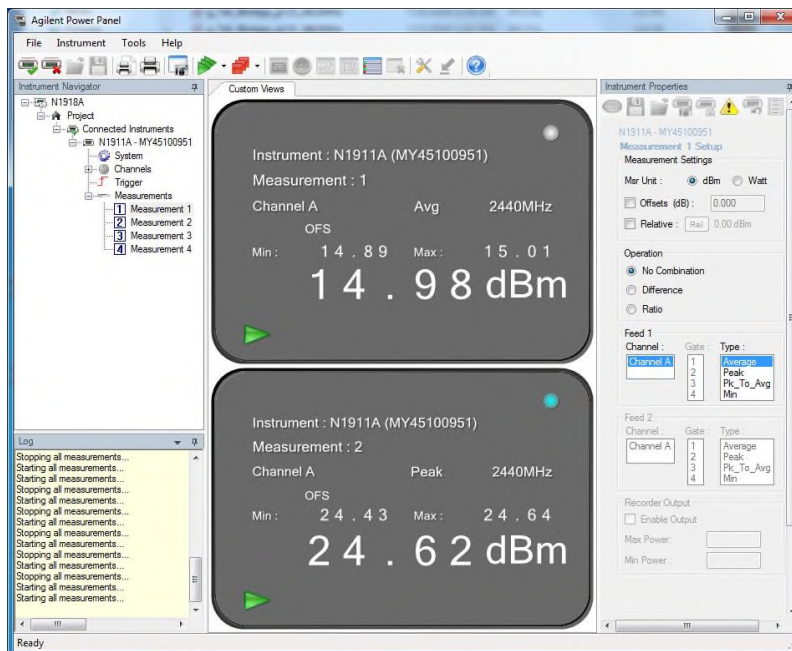 Agilent Power Panel
File Instrument Tools Help
Instrument Navigator
N1918A
Project
Connected Instruments
N1911A - MY45100951
System
Channels
Trigger
Measurements
1 Measurement 1
2 Measurement 2
3 Measurement 3
4 Measurement 4
Log
Stopping all measurements...
Starting all measurements...
Starting all measurements...
Stopping all measurements...
Starting all measurements...
Stopping all measurements...
Starting all measurements...
Starting all measurements...
Starting all measurements...
Stopping all measurements...
Starting all measurements...
Stopping all measurements...
Starting all measurements...
Starting all measurements...
Ready
Custom Views
Instrument : N1911A (MY45100951)
Measurement : 1
Channel A Avg 2440MHz
OFS
Min : 14.89 Max : 15.01
14.98 dBm
Instrument : N1911A (MY45100951)
Measurement : 2
Channel A Peak 2440MHz
OFS
Min : 24.43 Max : 24.64
24.62 dBm
Instrument Properties
N1911A - MY45100951
Measurement 1 Setup
Measurement Settings
Msr Unit : dBm Watt
Offsets (dB) : 0.000
Relative : Rel 0.00 dBm
Operation
No Combination
Difference
Ratio
Feed 1
Channel : Gate : Type :
Channel A 1 Average
2 Peak
3 Pk_To_Avg
4 Min
Feed 2
Channel : Gate : Type :
Channel A 1 Average
2 Peak
3 Pk_To_Avg
4 Min
Recorder Output
Enable Output
Max Power:
Min Power: